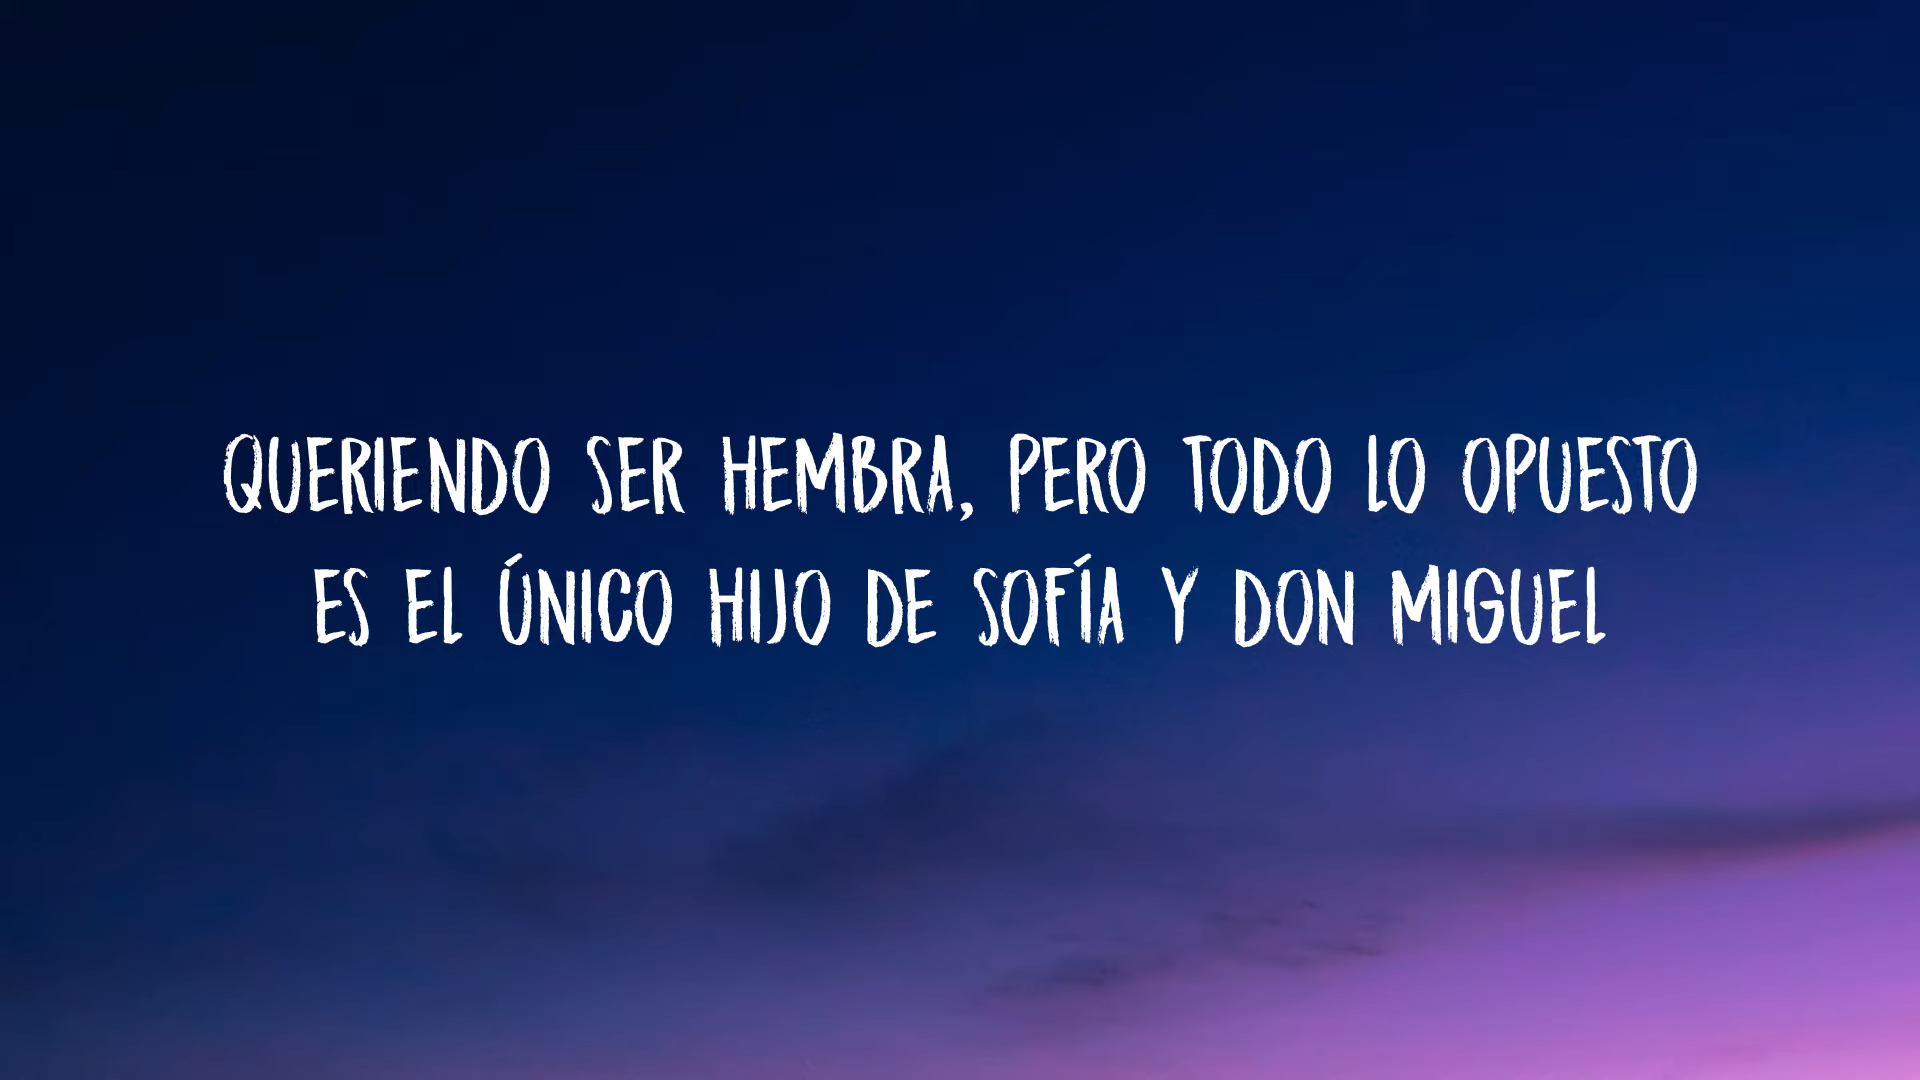 QUERIENDO SER HEMBRA, PERO TODO LO OPUESTO
ES EL ÚNICO HIJO DE SOFÍA Y DON MIGUEL